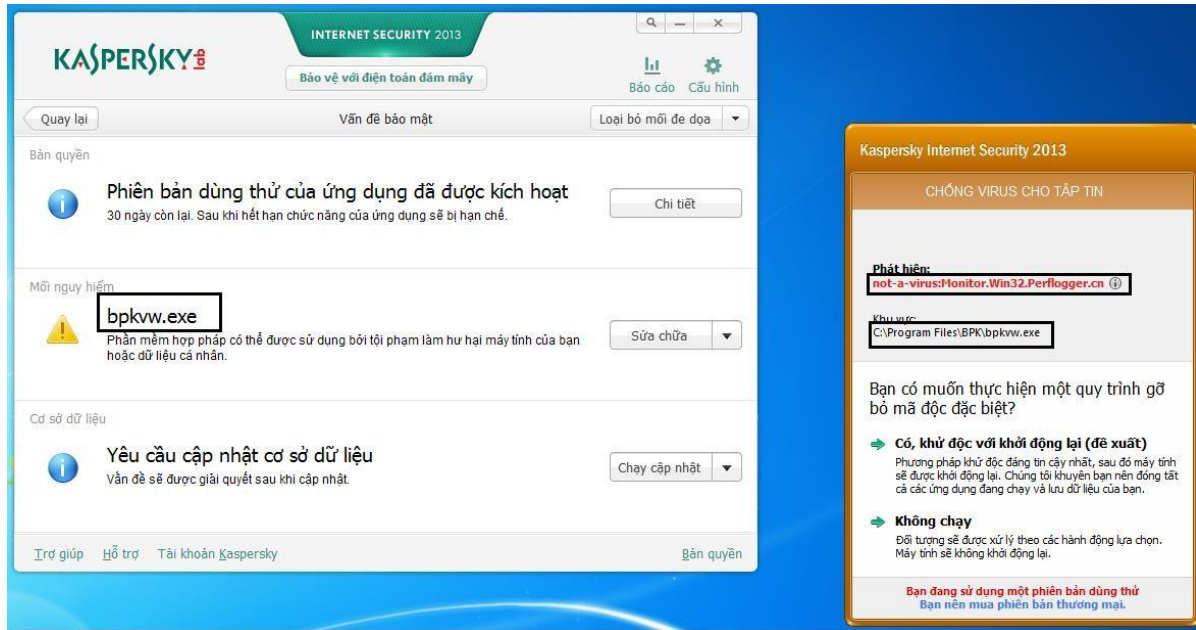 KASPERSKY lab
INTERNET SECURITY 2013
Bảo vệ với điện toán đám mây
Báo cáo
Cấu hình
Quay lại
Vấn đề bảo mật
Loại bỏ mối đe dọa
Bản quyền
Phiên bản dùng thử của ứng dụng đã được kích hoạt
30 ngày còn lại. Sau khi hết hạn chức năng của ứng dụng sẽ bị hạn chế.
Chi tiết
Mối nguy hiểm
bpkvw.exe
Phần mềm hợp pháp có thể được sử dụng bởi tội phạm làm hư hại máy tính của bạn
hoặc dữ liệu cá nhân.
Sửa chữa
Cơ sở dữ liệu
Yêu cầu cập nhật cơ sở dữ liệu
Vấn đề sẽ được giải quyết sau khi cập nhật.
Chạy cập nhật
Trợ giúp
Hỗ trợ
Tài khoản Kaspersky
Bản quyền
Kaspersky Internet Security 2013
CHỐNG VIRUS CHO TẬP TIN
Phát hiện:
not-a-virus:Monitor.Win32.Perflogger.cn
Khu vực:
C:\Program Files\BPK\bpkvw.exe
Bạn có muốn thực hiện một quy trình gỡ
bỏ mã độc đặc biệt?
Có, khử độc với khởi động lại (đề xuất)
Phương pháp khử độc đáng tin cậy nhất, sau đó máy tính
sẽ được khởi động lại. Chúng tôi khuyên bạn nên đóng tất
cả các ứng dụng đang chạy và lưu dữ liệu của bạn.
Không chạy
Đối tượng sẽ được xử lý theo các hành động lựa chọn.
Máy tính sẽ không khởi động lại.
Bạn đang sử dụng một phiên bản dùng thử
Bạn nên mua phiên bản thương mại.